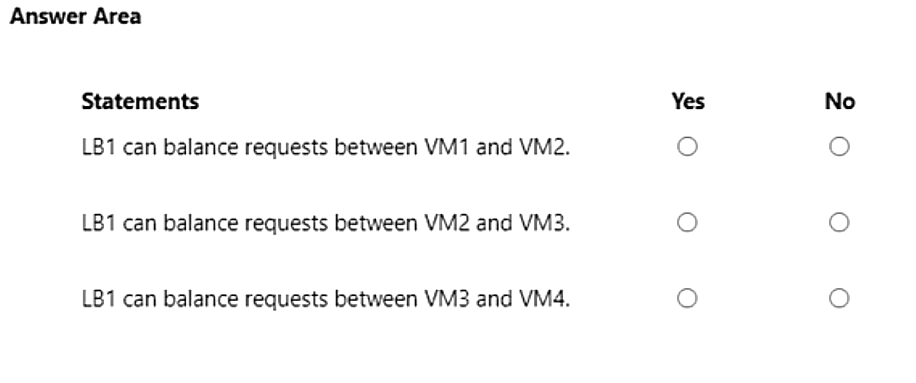 Answer Area
Statements Yes No
LB1 can balance requests between VM1 and VM2.
LB1 can balance requests between VM2 and VM3.
LB1 can balance requests between VM3 and VM4.